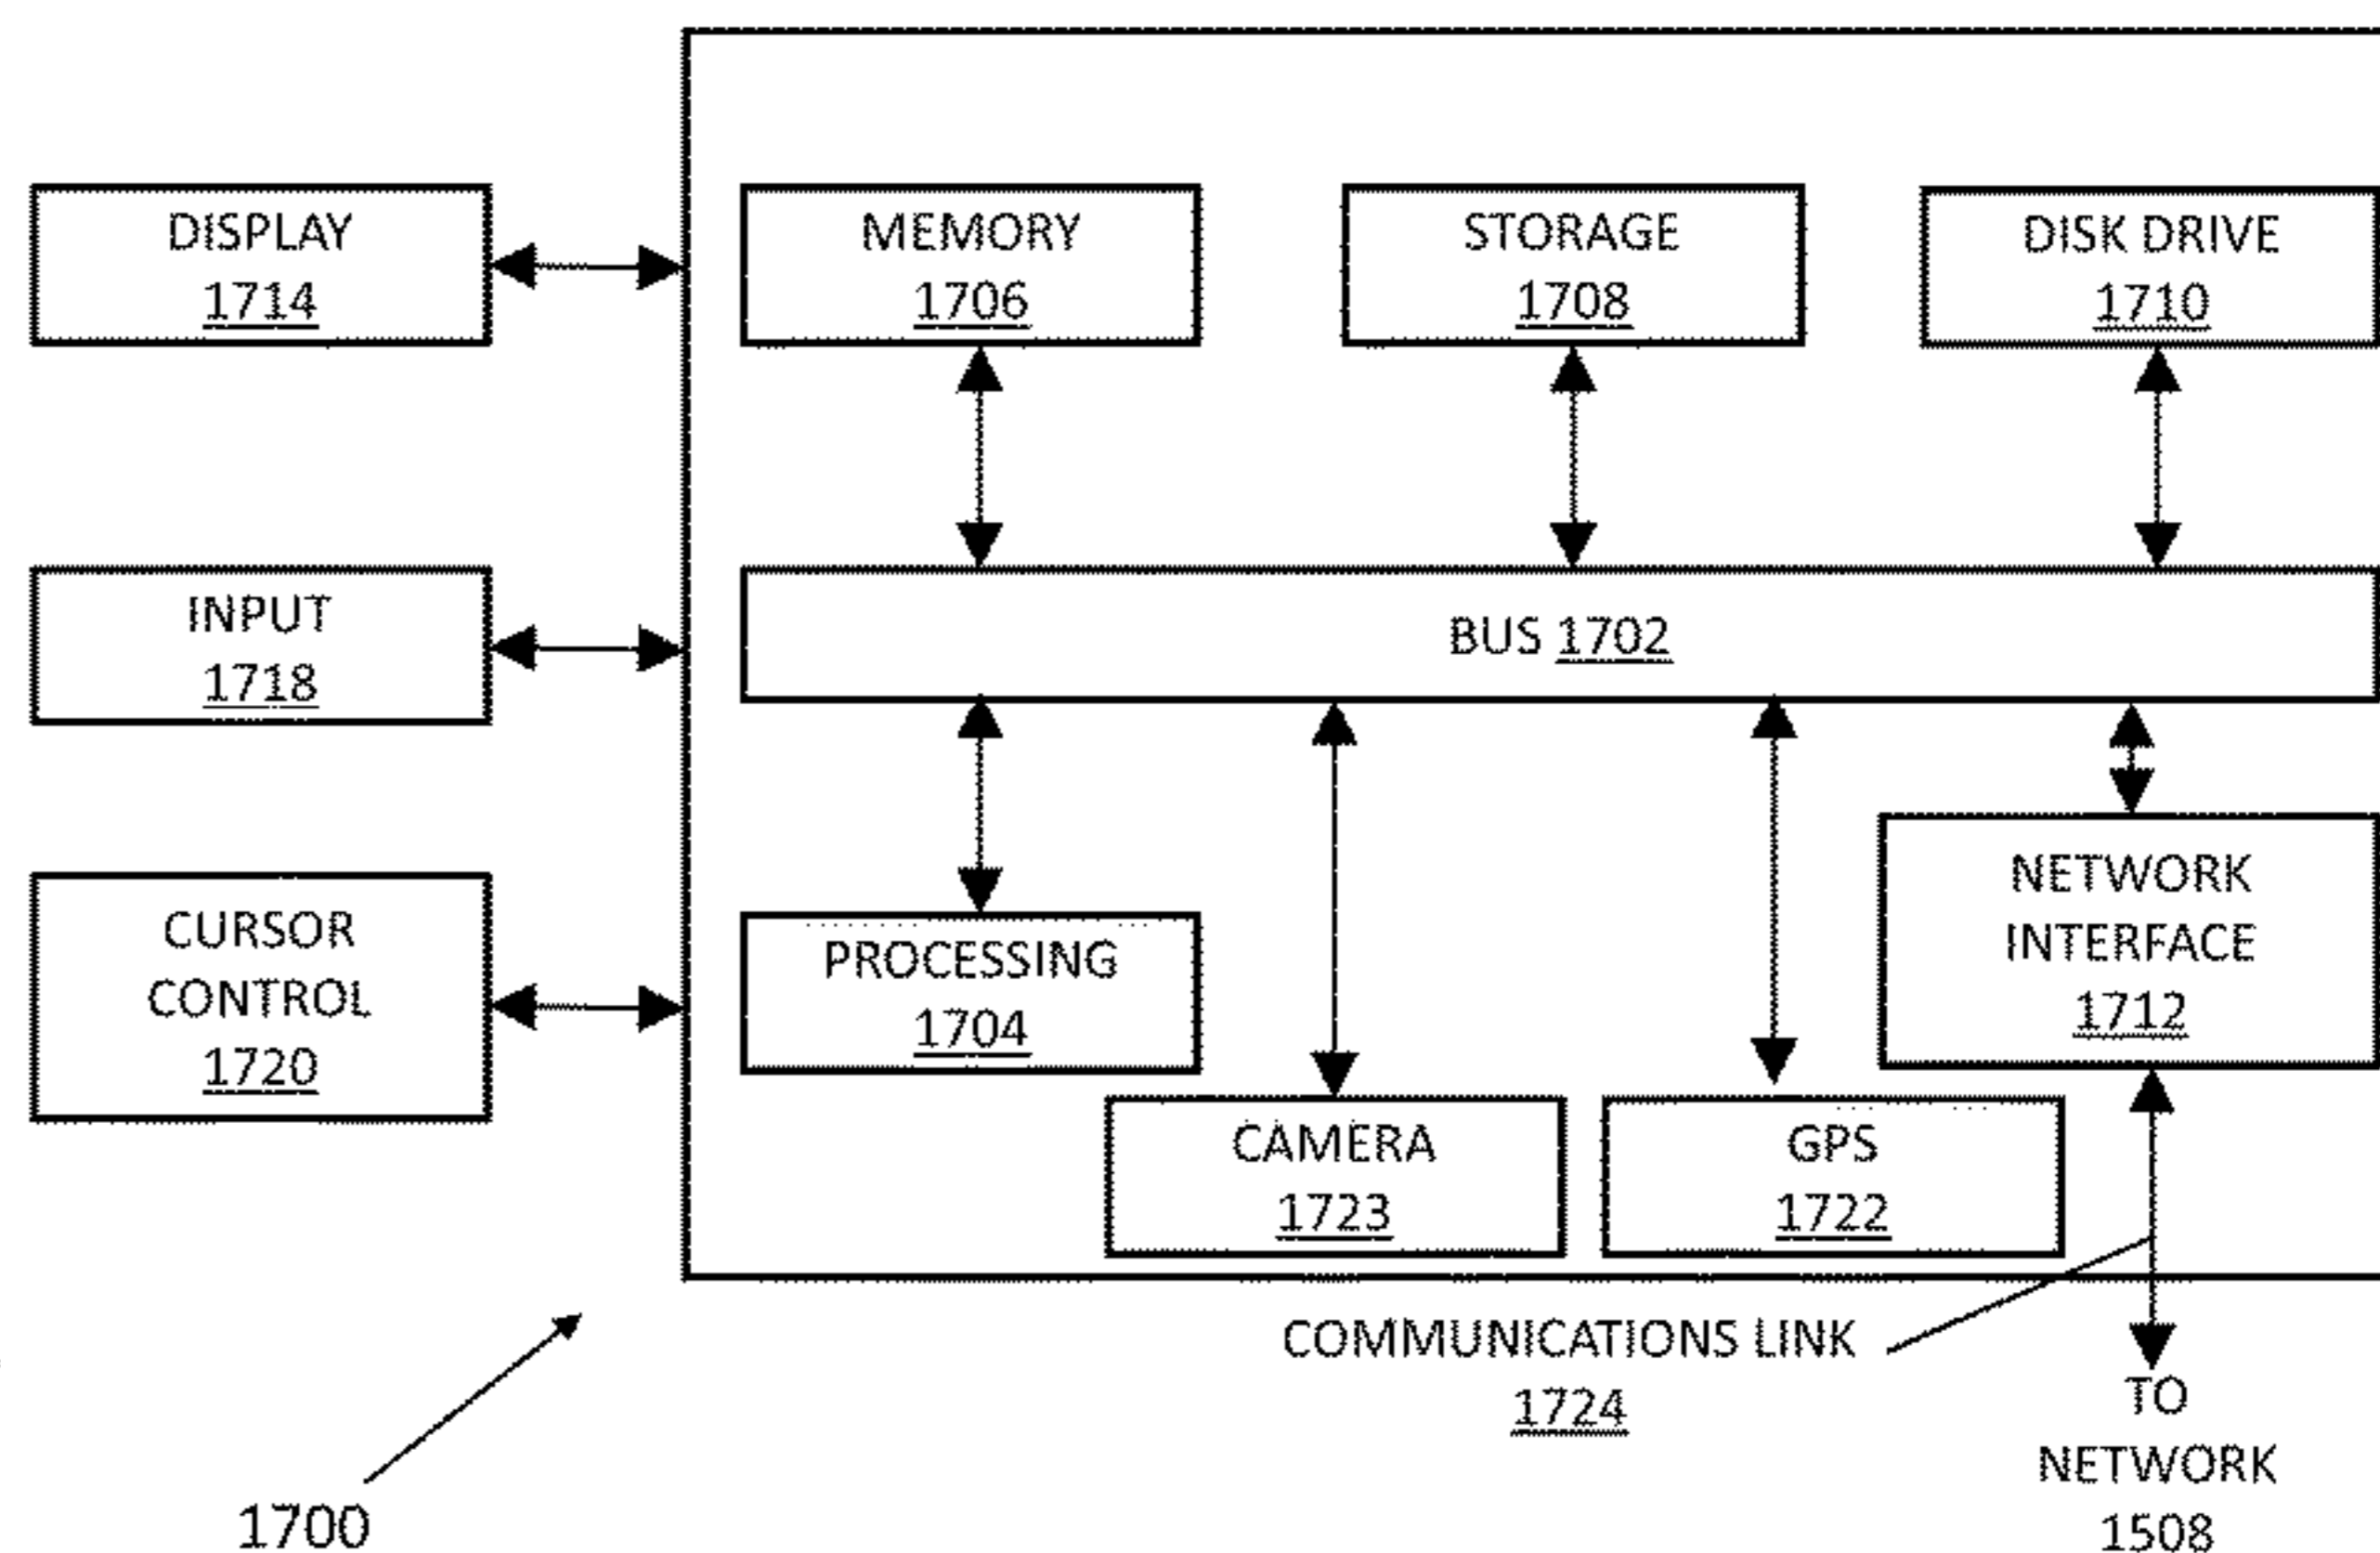 DISPLAY
1714
MEMORY
1706
STORAGE
1708
DISK DRIVE
1710
INPUT
1718
BUS 1702
CURSOR
CONTROL
1720
PROCESSING
1704
NETWORK
INTERFACE
1712
CAMERA
1723
GPS
1722
COMMUNICATIONS LINK
1724
TO
NETWORK
1508
1700